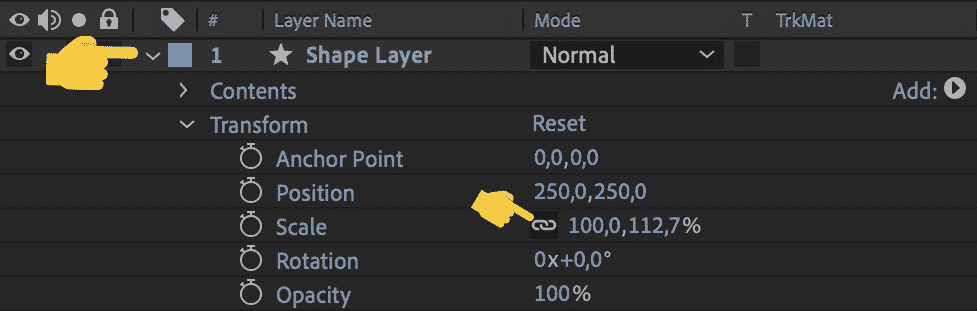 # Layer Name Mode T TrkMat
1 Shape Layer Normal
Contents Add:
Transform Reset
Anchor Point 0,0,0,0
Position 250,0,250,0
Scale 100,0,112,7%
Rotation 0x+0,0°
Opacity 100%